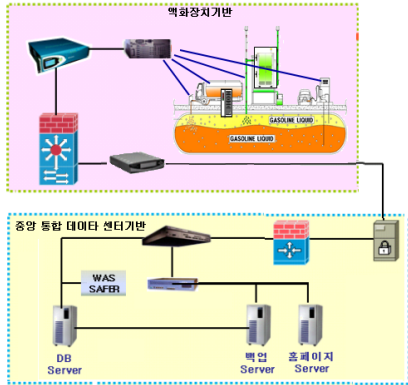 액화장치기반
GASOLINE LIQUID
GASOLINE LIQUID
중앙 통합 데이타 센터기반
WAS
SAFER
DB
Server
백업
Server
홈페이지
Server